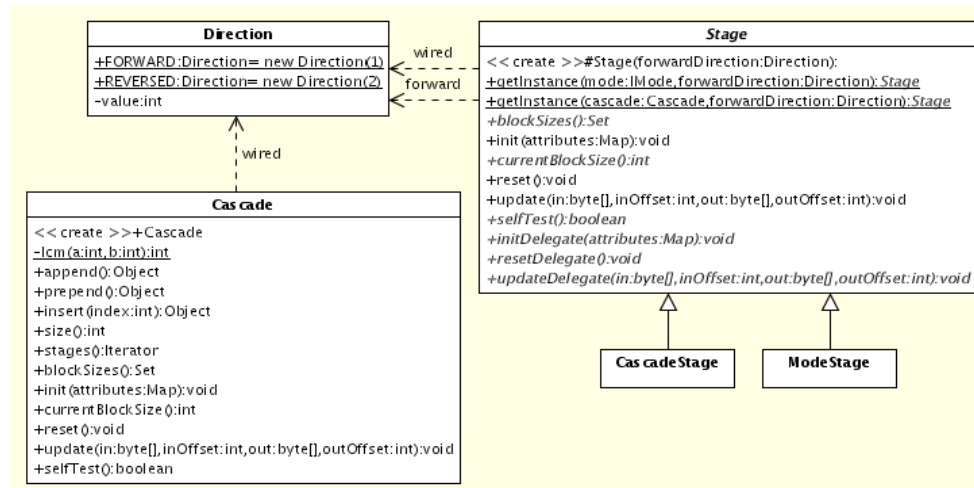 Direction
+FORWARD:Direction= new Direction(1)
+REVERSED:Direction= new Direction(2)
-value:int
wired
forward
Stage
<< create >>#Stage(forwardDirection:Direction):
+getInstance(mode:IMode,forwardDirection:Direction):Stage
+getInstance(cascade:Cascade,forwardDirection:Direction):Stage
+blockSizes():Set
+init(attributes:Map):void
+currentBlockSize():int
+reset():void
+update(in:byte[],inOffset:int,out:byte[],outOffset:int):void
+selfTest():boolean
+initDelegate(attributes:Map):void
+resetDelegate():void
+updateDelegate(in:byte[],inOffset:int,out:byte[],outOffset:int):void
wired
Cascade
<< create >>+Cascade
-lcm(a:int,b:int):int
+append():Object
+prepend():Object
+insert(index:int):Object
+size():int
+stages():Iterator
+blockSizes():Set
+init(attributes:Map):void
+currentBlockSize():int
+reset():void
+update(in:byte[],inOffset:int,out:byte[],outOffset:int):void
+selfTest():boolean
CascadeStage
ModeStage